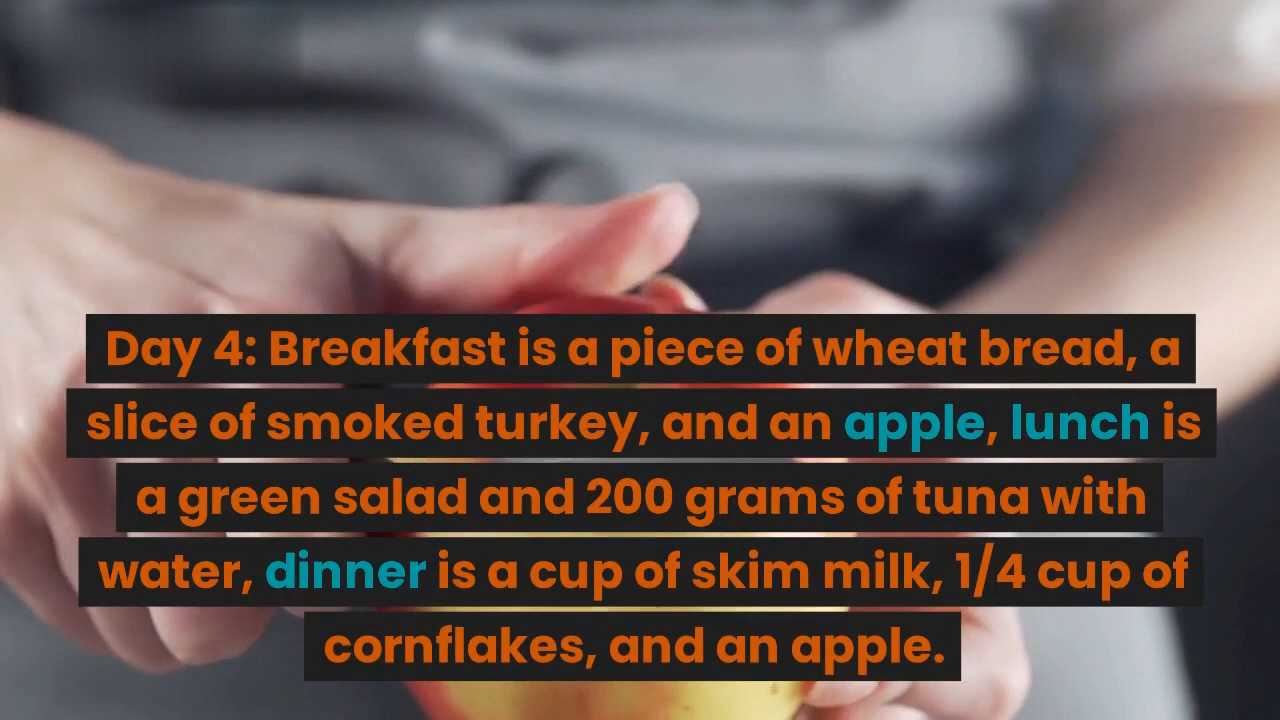 Day 4: Breakfast is a piece of wheat bread, a
slice of smoked turkey, and an apple, lunch is
a green salad and 200 grams of tuna with
water, dinner is a cup of skim milk, 1/4 cup of
cornflakes, and an apple.